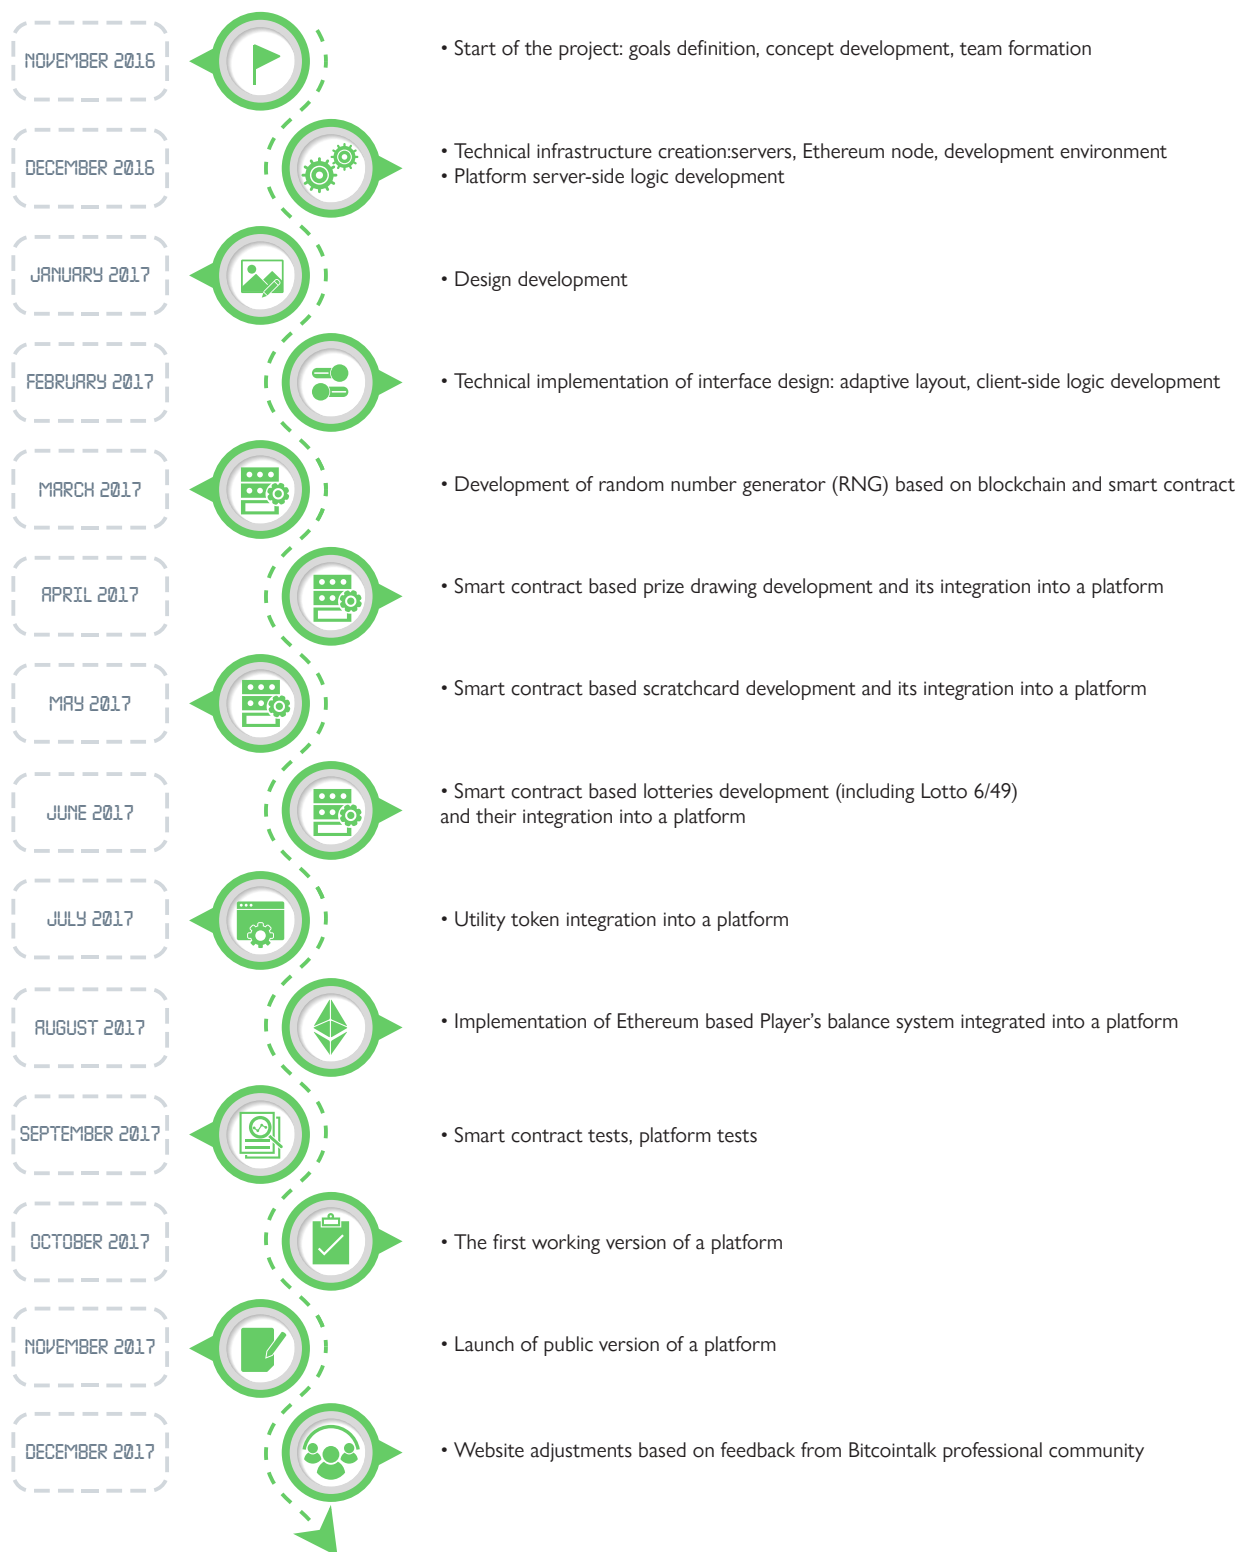 NOVEMBER 2016
• Start of the project: goals definition, concept development, team formation
DECEMBER 2016
• Technical infrastructure creation:servers, Ethereum node, development environment
• Platform server-side logic development
JANUARY 2017
• Design development
FEBRUARY 2017
• Technical implementation of interface design: adaptive layout, client-side logic development
MARCH 2017
• Development of random number generator (RNG) based on blockchain and smart contract
APRIL 2017
• Smart contract based prize drawing development and its integration into a platform
MAY 2017
• Smart contract based scratchcard development and its integration into a platform
JUNE 2017
• Smart contract based lotteries development (including Lotto 6/49)
and their integration into a platform
JULY 2017
• Utility token integration into a platform
AUGUST 2017
• Implementation of Ethereum based Player’s balance system integrated into a platform
SEPTEMBER 2017
• Smart contract tests, platform tests
OCTOBER 2017
• The first working version of a platform
NOVEMBER 2017
• Launch of public version of a platform
DECEMBER 2017
• Website adjustments based on feedback from Bitcointalk professional community